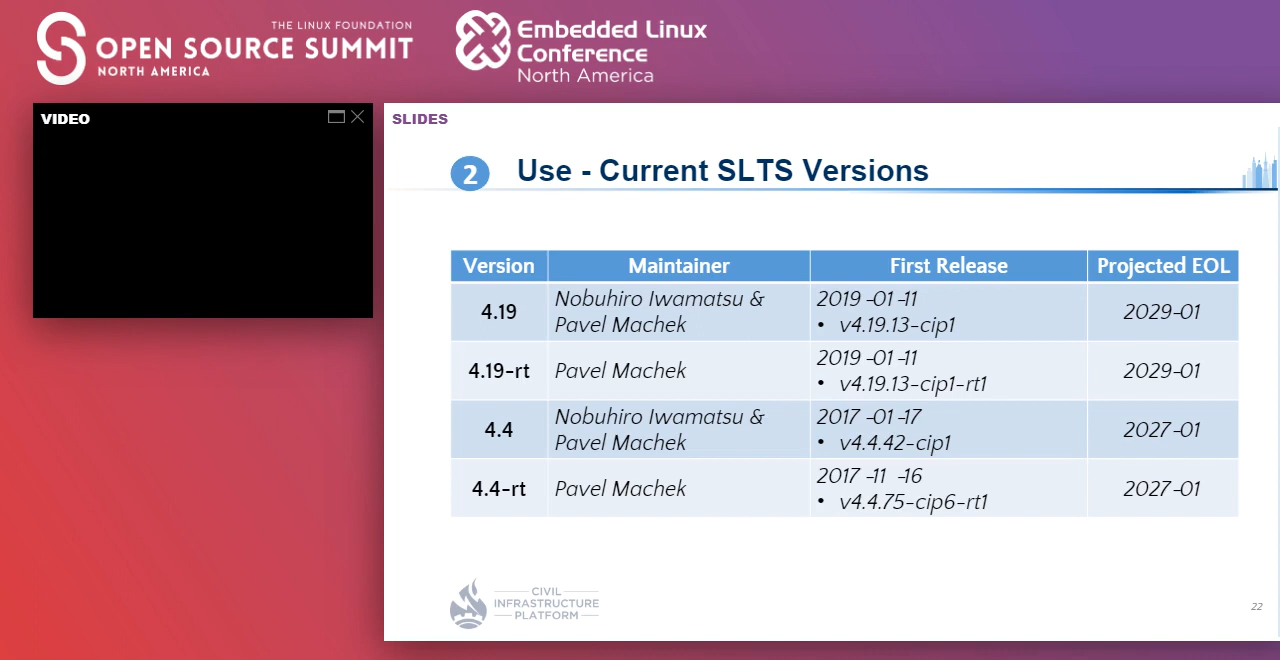 THE LINUX FOUNDATION
OPEN SOURCE SUMMIT
NORTH AMERICA
Embedded Linux
Conference
North America
VIDEO
SLIDES
2 Use - Current SLTS Versions
Version Maintainer First Release Projected EOL
4.19 Nobuhiro Iwamatsu & Pavel Machek 2019 -01 -11 • v4.19.13-cip1 2029-01
4.19-rt Pavel Machek 2019 -01 -11 • v4.19.13-cip1-rt1 2029-01
4.4 Nobuhiro Iwamatsu & Pavel Machek 2017 -01 -17 • v4.4.42-cip1 2027-01
4.4-rt Pavel Machek 2017 -11 -16 • v4.4.75-cip6-rt1 2027-01
CIVIL
INFRASTRUCTURE
PLATFORM
22